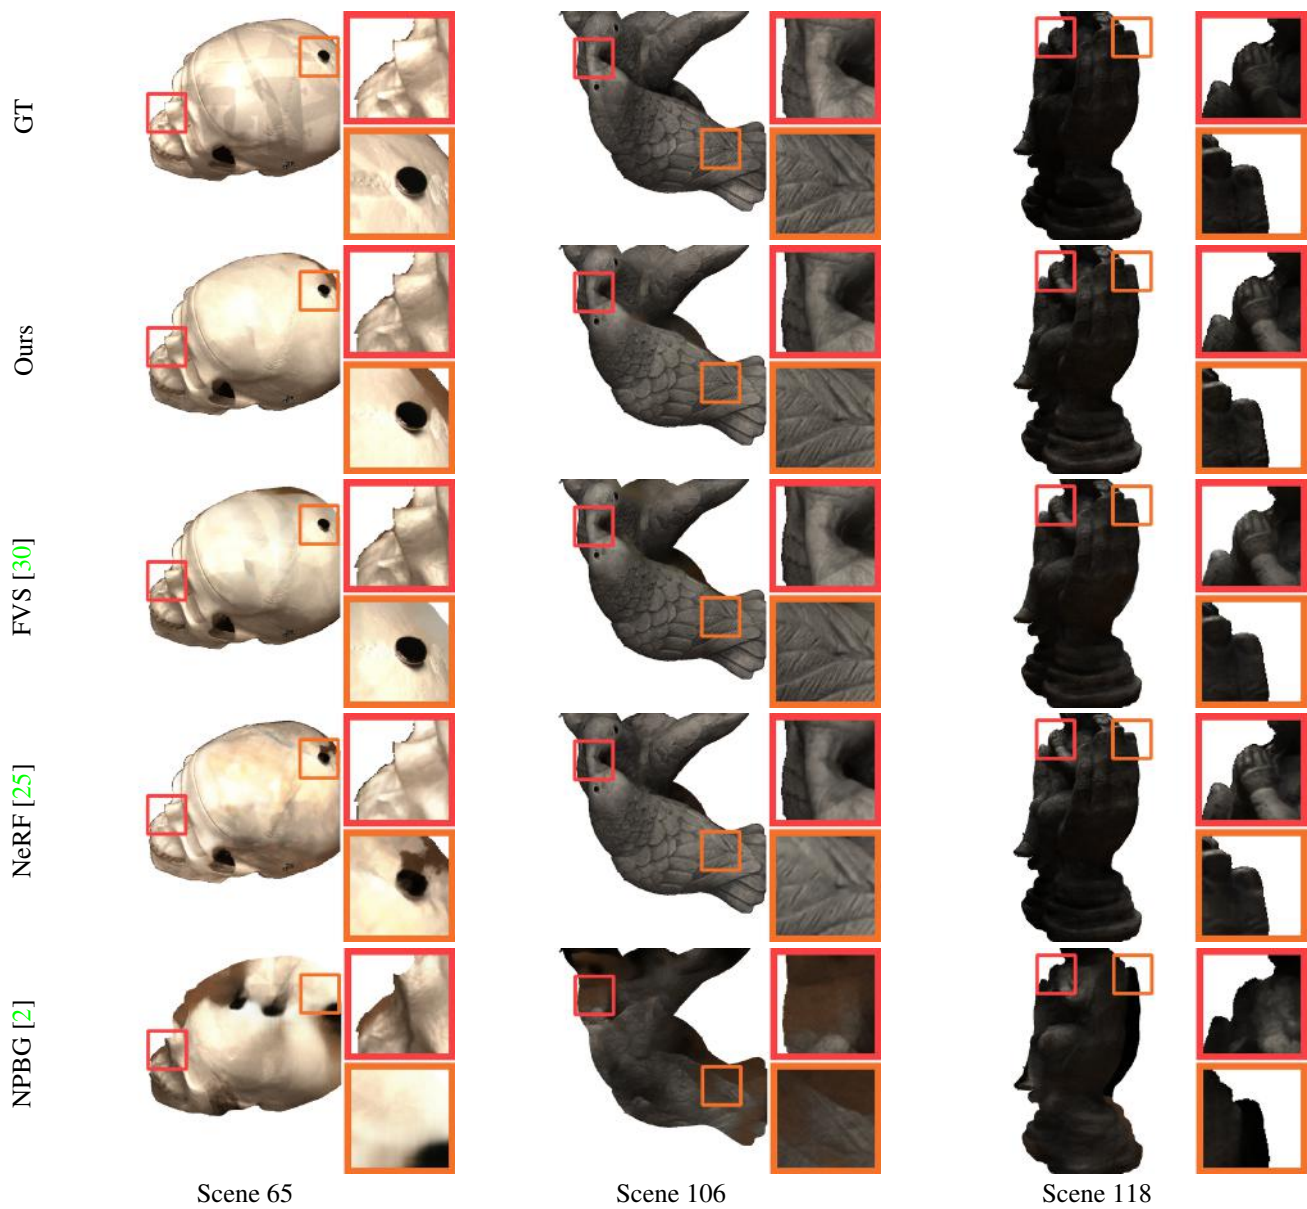 GT
Ours
FVS [30]
NeRF [25]
NPBG [2]
Scene 65
Scene 106
Scene 118